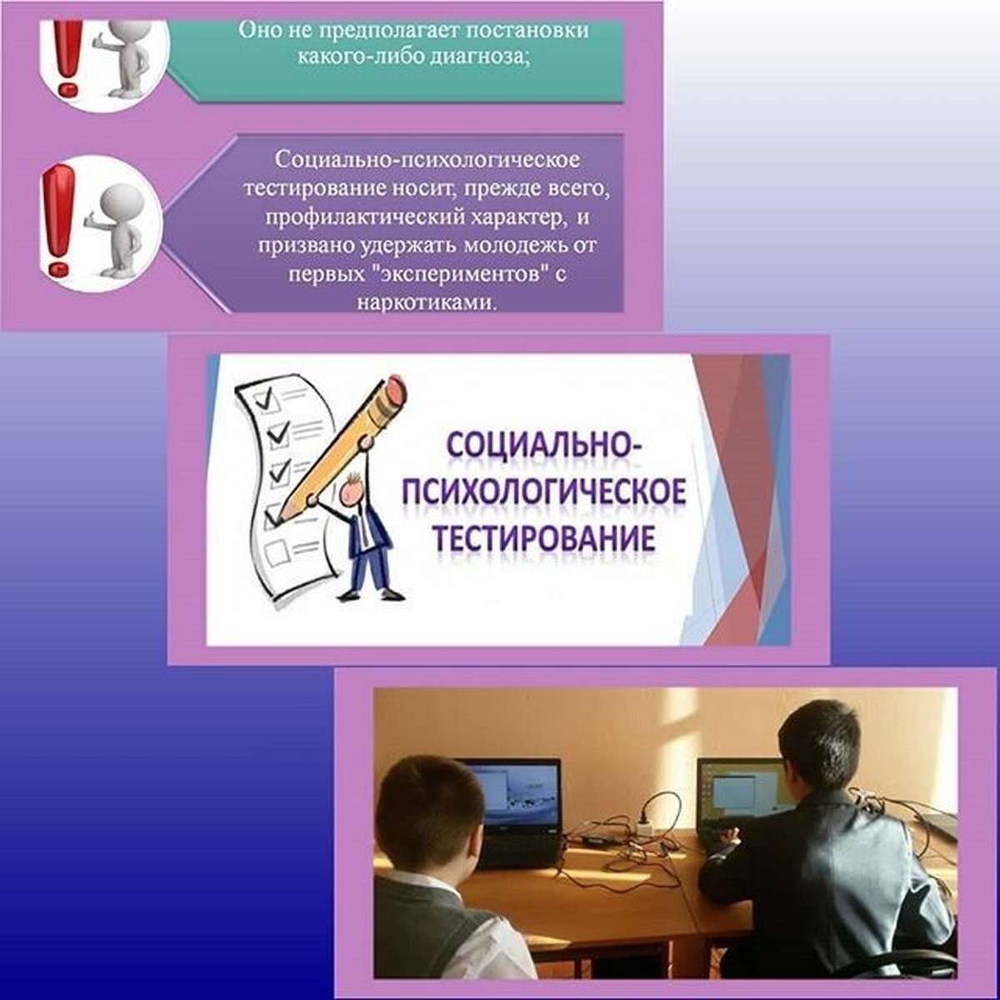 Оно не предполагает постановки
какого-либо диагноза;
Социально-психологическое
тестирование носит, прежде всего,
профилактический характер, и
призвано удержать молодежь от
первых "экспериментов" с
наркотиками.
СОЦИАЛЬНО-
ПСИХОЛОГИЧЕСКОЕ
ТЕСТИРОВАНИЕ